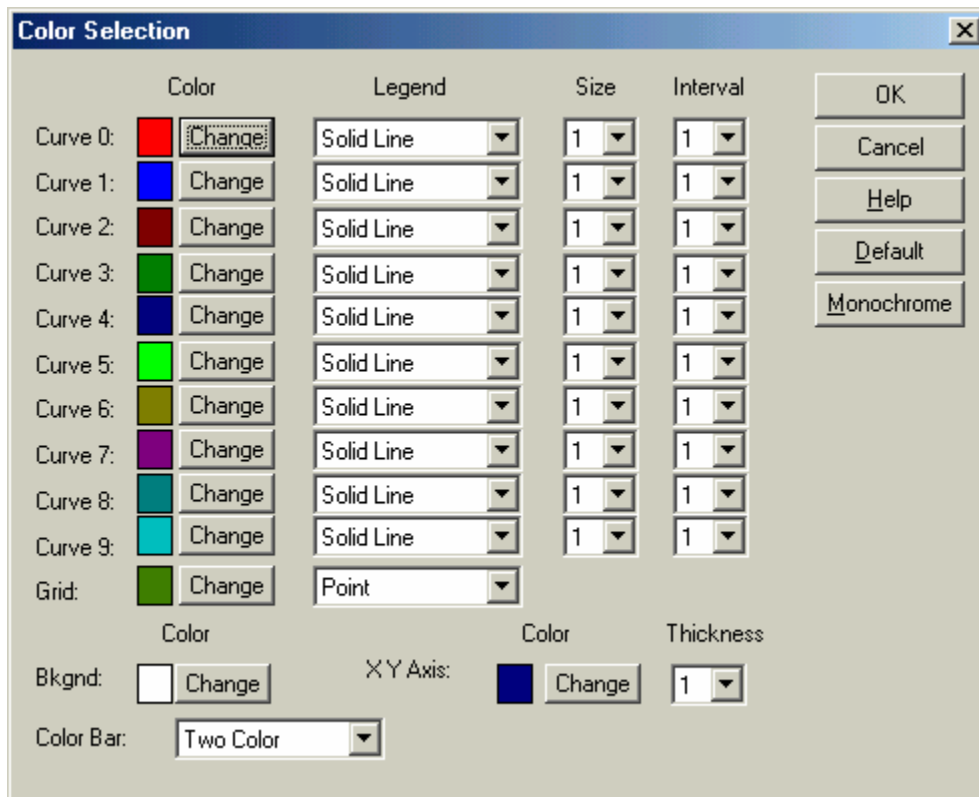 Color Selection
Color Legend Size Interval
OK
Curve 0: Change Solid Line 1 1
Cancel
Curve 1: Change Solid Line 1 1
Help
Curve 2: Change Solid Line 1 1
Default
Curve 3: Change Solid Line 1 1
Monochrome
Curve 4: Change Solid Line 1 1
Curve 5: Change Solid Line 1 1
Curve 6: Change Solid Line 1 1
Curve 7: Change Solid Line 1 1
Curve 8: Change Solid Line 1 1
Curve 9: Change Solid Line 1 1
Grid: Change Point
Color Color Thickness
Bkgnd: Change X Y Axis: Change 1
Color Bar: Two Color